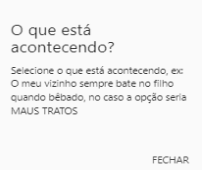 O que está
acontecendo?
Selecione o que está acontecendo, ex:
O meu vizinho sempre bate no filho
quando bêbado, no caso a opção seria
MAUS TRATOS
FECHAR